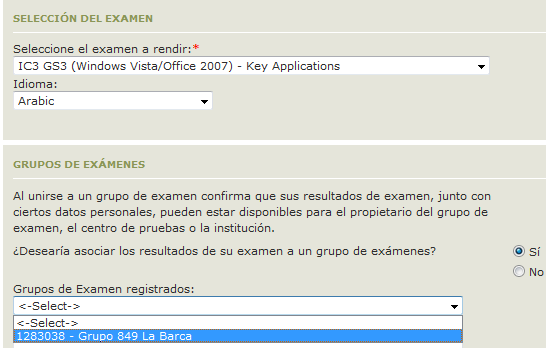 SELECCIÓN DEL EXAMEN
Seleccione el examen a rendir:*
IC3 GS3 (Windows Vista/Office 2007) - Key Applications
Idioma:
Arabic
GRUPOS DE EXÁMENES
Al unirse a un grupo de examen confirma que sus resultados de examen, junto con
ciertos datos personales, pueden estar disponibles para el propietario del grupo de
examen, el centro de pruebas o la institución.
¿Desearía asociar los resultados de su examen a un grupo de exámenes?
Sí
No
Grupos de Examen registrados:
<-Select->
<-Select->
1283038 - Grupo 849 La Barca